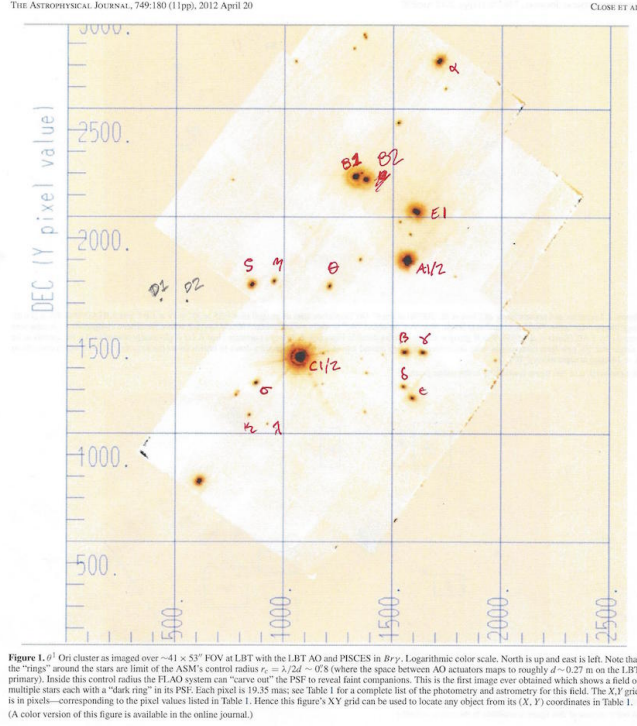 THE ASTROPHYSICAL JOURNAL, 749:180 (11pp), 2012 April 20
CLOSE ET AL
3000.
α
2500.
B1 B2
E1
DEC (Y pixel value)
2000.
A1/2
θ
D1 D2
1500.
β γ
C1/2
δ
ε
σ
κ λ
1000.
500.
500. 1000. 1500. 2000. 2500.
Figure 1. θ¹ Ori cluster as imaged over ~41 × 53″ FOV at LBT with the LBT AO and PISCES in Brγ. Logarithmic color scale. North is up and east is left. Note tha
the “rings” around the stars are limit of the ASM's control radius rc = λ/2d ~ 0″.8 (where the space between AO actuators maps to roughly d~0.27 m on the LBT
primary). Inside this control radius the FLAO system can “carve out” the PSF to reveal faint companions. This is the first image ever obtained which shows a field o
multiple stars each with a “dark ring” in its PSF. Each pixel is 19.35 mas; see Table 1 for a complete list of the photometry and astrometry for this field. The X,Y gri
is in pixels—corresponding to the pixel values listed in Table 1. Hence this figure's XY grid can be used to locate any object from its (X, Y) coordinates in Table 1.
(A color version of this figure is available in the online journal.)